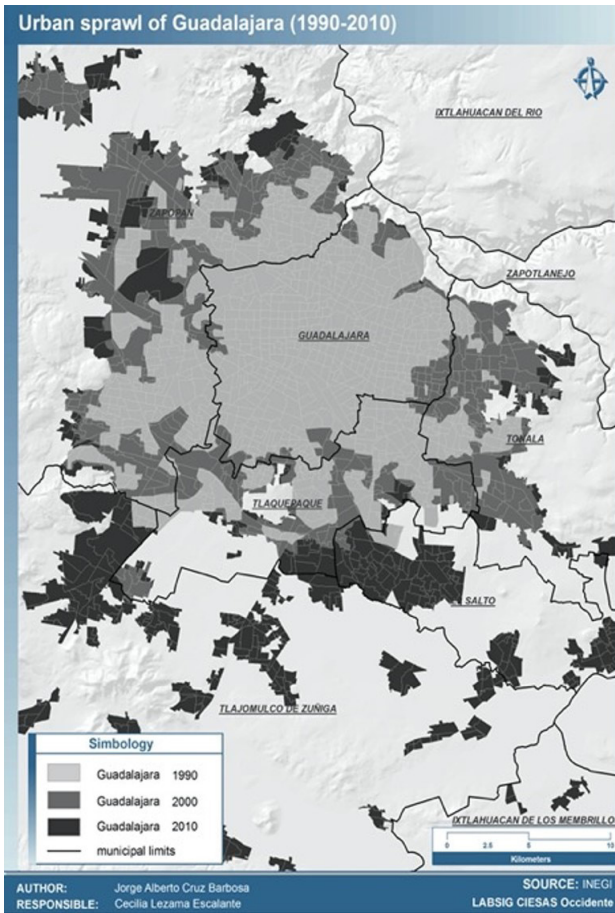 Urban sprawl of Guadalajara (1990-2010)
IXTLAHUACAN DEL RIO
ZAPOPAN
ZAPOTLANEJO
GUADALAJARA
TONALA
TLAQUEPAQUE
SALTO
TLAJOMULCO DE ZUÑIGA
Simbology
Guadalajara 1990
Guadalajara 2000
Guadalajara 2010
municipal limits
IXTLAHUACAN DE LOS MEMBRILLO
0 2.5 5 10
Kilometers
AUTHOR: Jorge Alberto Cruz Barbosa
RESPONSIBLE: Cecilia Lezama Escalante
SOURCE: INEGI
LABSIG CIESAS Occidente